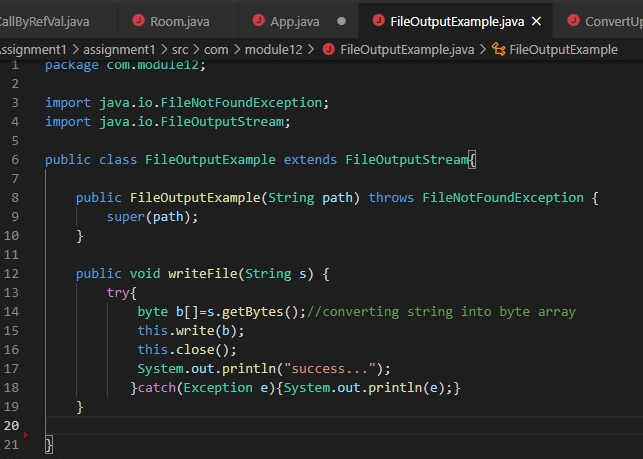 CallByRefVal.java Room.java App.java FileOutputExample.java ConvertUp
Assignment1 > assignment1 > src > com > module12 > FileOutputExample.java > FileOutputExample
1 package com.module12;
2
3 import java.io.FileNotFoundException;
4 import java.io.FileOutputStream;
5
6 public class FileOutputExample extends FileOutputStream{
7
8 public FileOutputExample(String path) throws FileNotFoundException {
9 super(path);
10 }
11
12 public void writeFile(String s) {
13 try{
14 byte b[]=s.getBytes();//converting string into byte array
15 this.write(b);
16 this.close();
17 System.out.println("success...");
18 }catch(Exception e){System.out.println(e);}
19 }
20
21 }